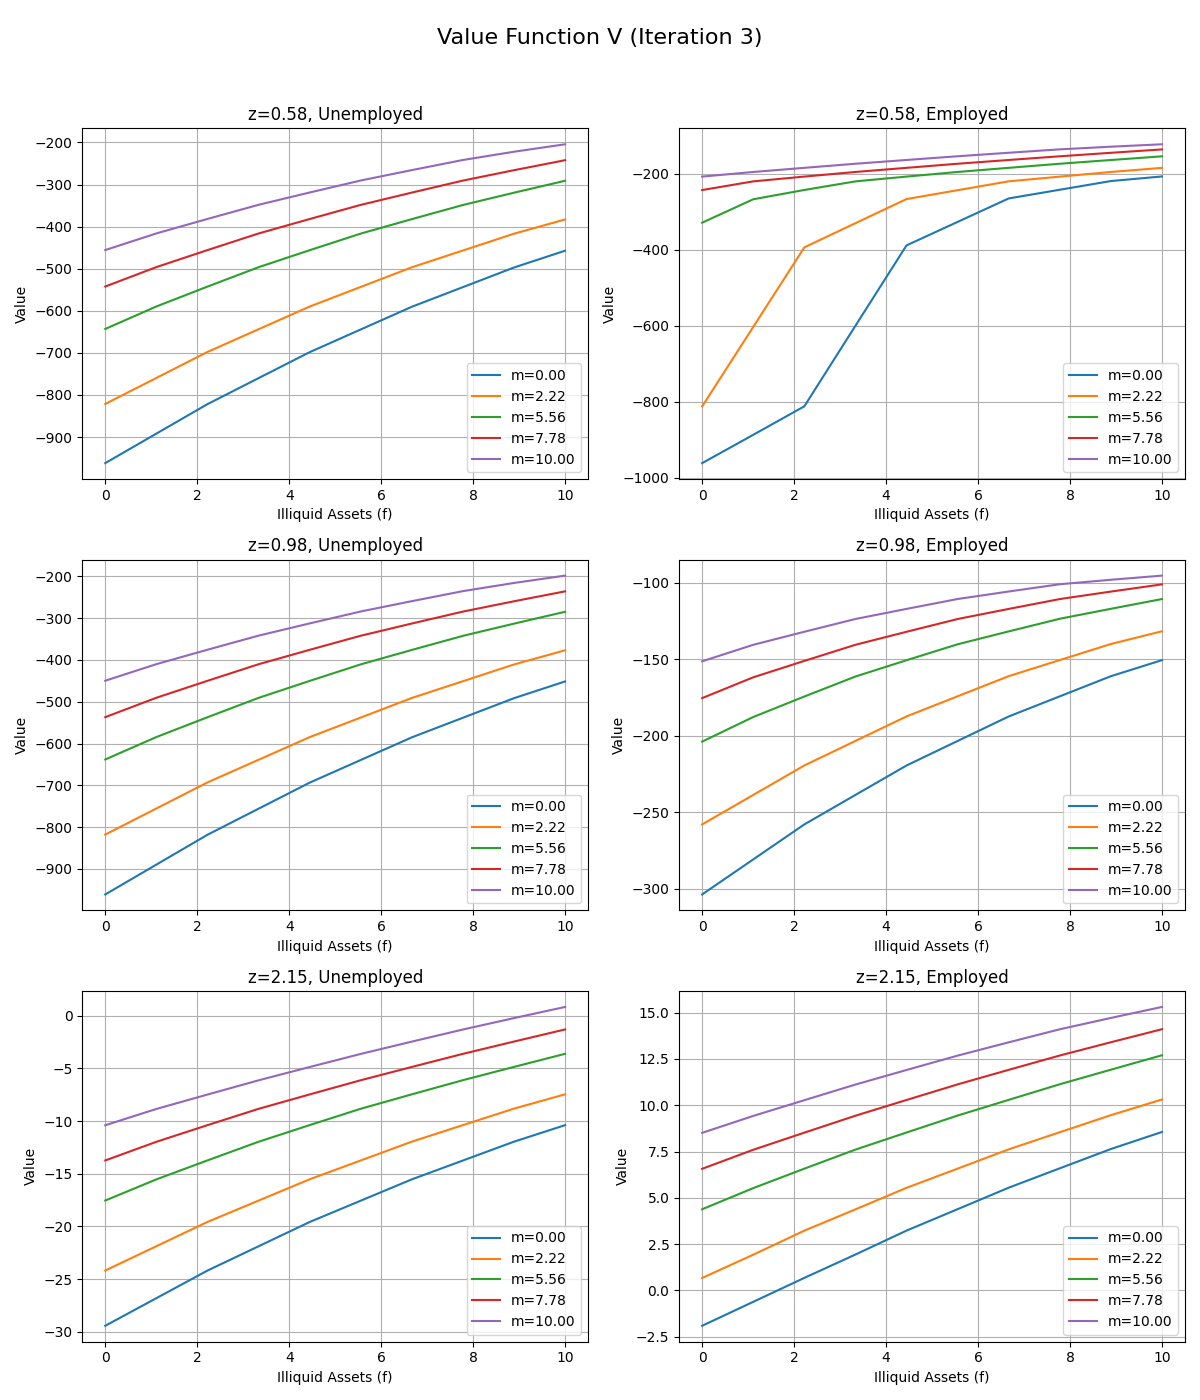 Value Function V (Iteration 3)
z=0.58, Unemployed
−200
−300
−400
−500
−600
−700
−800
−900
Value
0 2 4 6 8 10
Illiquid Assets (f)
m=0.00
m=2.22
m=5.56
m=7.78
m=10.00
z=0.58, Employed
−200
−400
−600
−800
−1000
Value
0 2 4 6 8 10
Illiquid Assets (f)
m=0.00
m=2.22
m=5.56
m=7.78
m=10.00
z=0.98, Unemployed
−200
−300
−400
−500
−600
−700
−800
−900
Value
0 2 4 6 8 10
Illiquid Assets (f)
m=0.00
m=2.22
m=5.56
m=7.78
m=10.00
z=0.98, Employed
−100
−150
−200
−250
−300
Value
0 2 4 6 8 10
Illiquid Assets (f)
m=0.00
m=2.22
m=5.56
m=7.78
m=10.00
z=2.15, Unemployed
0
−5
−10
−15
−20
−25
−30
Value
0 2 4 6 8 10
Illiquid Assets (f)
m=0.00
m=2.22
m=5.56
m=7.78
m=10.00
z=2.15, Employed
15.0
12.5
10.0
7.5
5.0
2.5
0.0
−2.5
Value
0 2 4 6 8 10
Illiquid Assets (f)
m=0.00
m=2.22
m=5.56
m=7.78
m=10.00